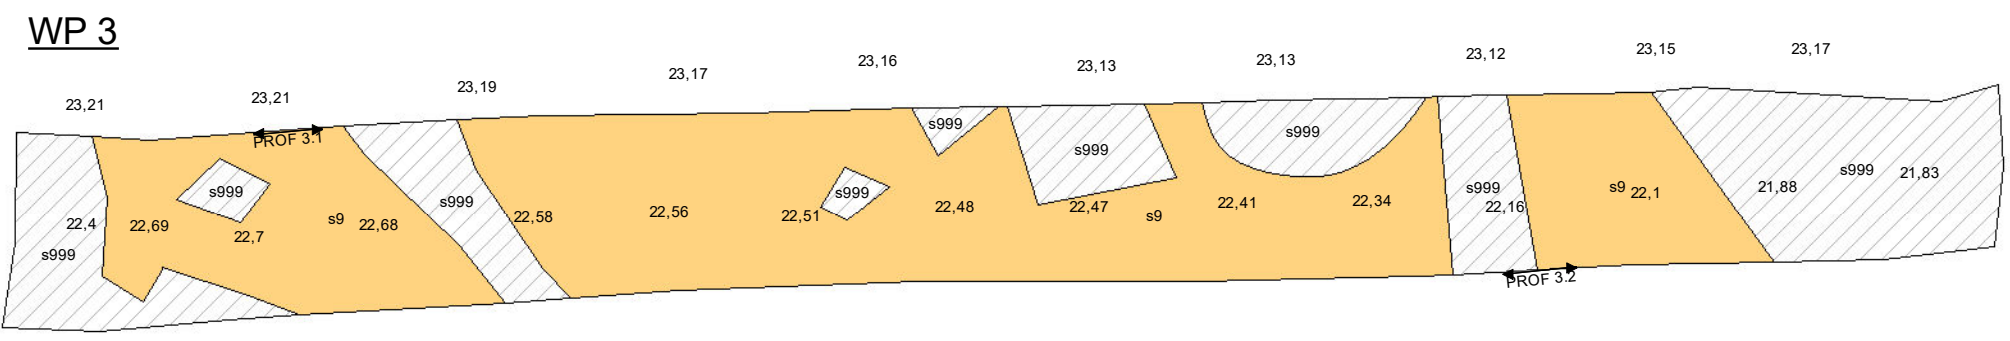 WP 3
23,21
23,21
23,19
23,17
23,16
23,13
23,13
23,12
23,15
23,17
PROF 3.1
s999
s999
s999
s999
s999
s999
s999
s999
s999
s999
22,4
22,69
22,7
s9
22,68
22,58
22,56
22,51
22,48
22,47
s9
22,41
22,34
22,16
s9
22,1
21,88
21,83
PROF 3.2